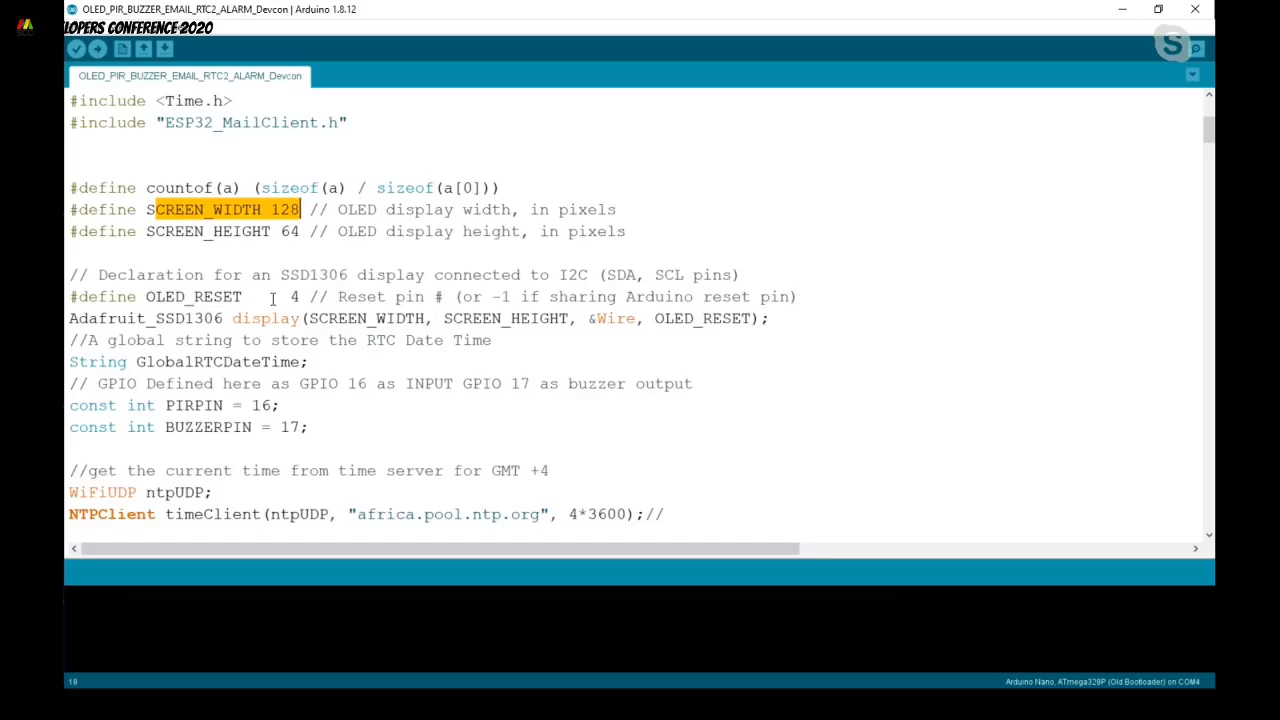 OLED_PIR_BUZZER_EMAIL_RTC2_ALARM_Devcon | Arduino 1.8.12
ELOPERS CONFERENCE 2020
SCC
OLED_PIR_BUZZER_EMAIL_RTC2_ALARM_Devcon
#include <Time.h>
#include "ESP32_MailClient.h"
#define countof(a) (sizeof(a) / sizeof(a[0]))
#define SCREEN_WIDTH 128 // OLED display width, in pixels
#define SCREEN_HEIGHT 64 // OLED display height, in pixels
// Declaration for an SSD1306 display connected to I2C (SDA, SCL pins)
#define OLED_RESET     4 // Reset pin # (or -1 if sharing Arduino reset pin)
Adafruit_SSD1306 display(SCREEN_WIDTH, SCREEN_HEIGHT, &Wire, OLED_RESET);
//A global string to store the RTC Date Time
String GlobalRTCDateTime;
// GPIO Defined here as GPIO 16 as INPUT GPIO 17 as buzzer output
const int PIRPIN = 16;
const int BUZZERPIN = 17;
//get the current time from time server for GMT +4
WiFiUDP ntpUDP;
NTPClient timeClient(ntpUDP, "africa.pool.ntp.org", 4*3600);//
18
Arduino Nano, ATmega328P (Old Bootloader) on COM4